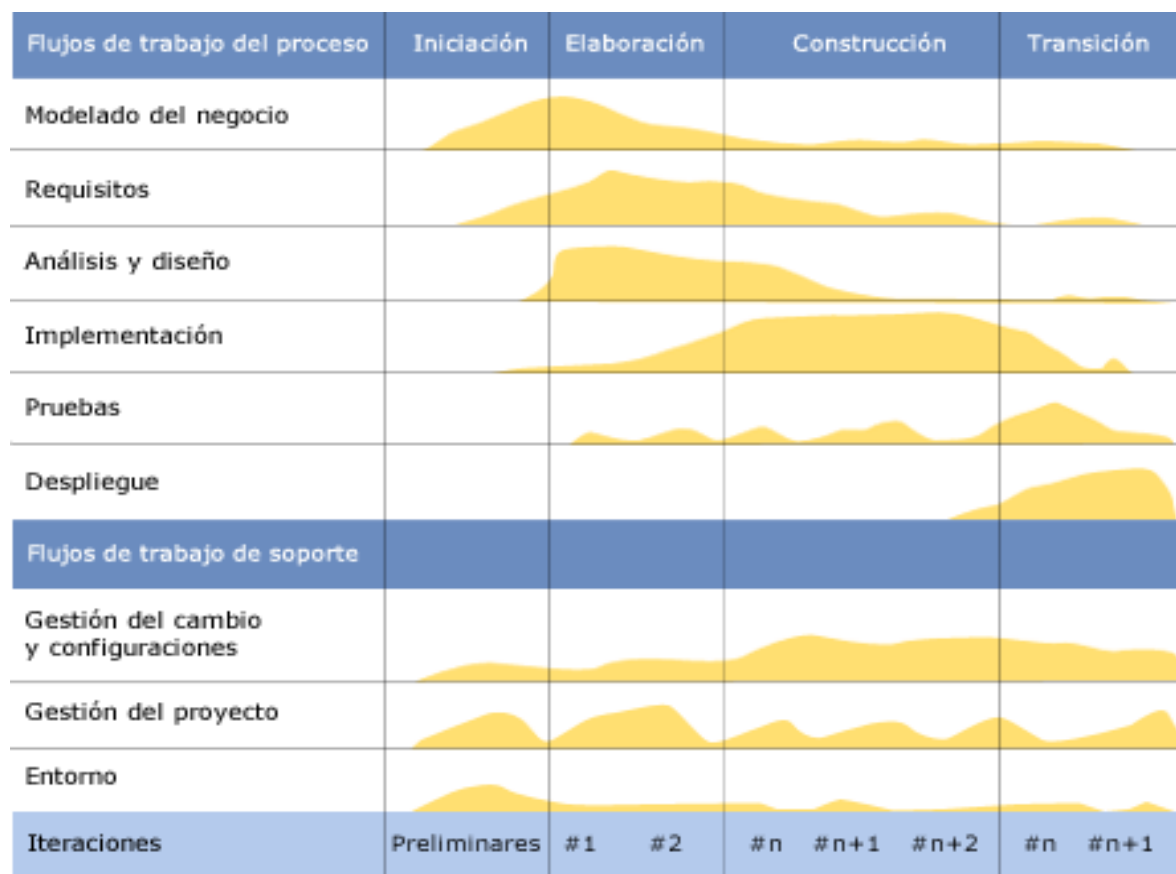 Flujos de trabajo del proceso Iniciación Elaboración Construcción Transición
Modelado del negocio
Requisitos
Análisis y diseño
Implementación
Pruebas
Despliegue
Flujos de trabajo de soporte
Gestión del cambio
y configuraciones
Gestión del proyecto
Entorno
Iteraciones Preliminares #1 #2 #n #n+1 #n+2 #n #n+1